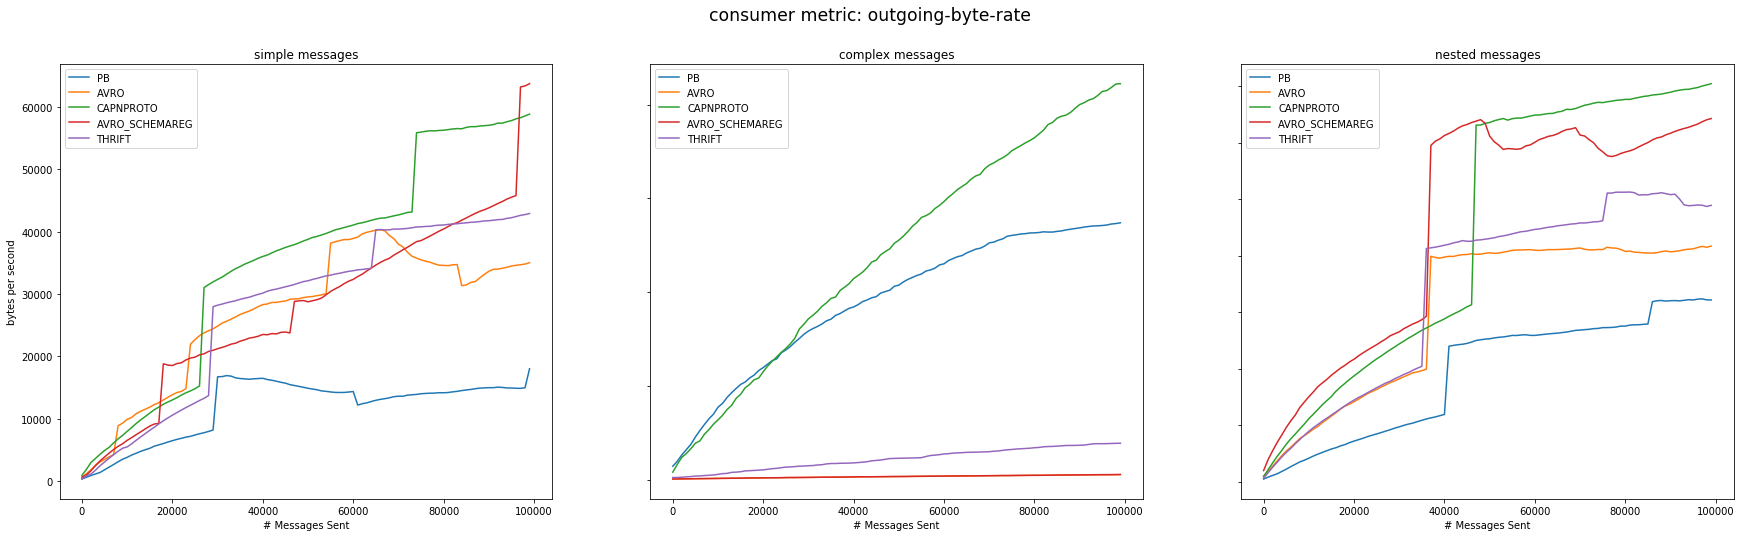 consumer metric: outgoing-byte-rate
simple messages
PB
AVRO
CAPNPROTO
AVRO_SCHEMAREG
THRIFT
bytes per second
60000
50000
40000
30000
20000
10000
0
0 20000 40000 60000 80000 100000
# Messages Sent
complex messages
PB
AVRO
CAPNPROTO
AVRO_SCHEMAREG
THRIFT
0 20000 40000 60000 80000 100000
# Messages Sent
nested messages
PB
AVRO
CAPNPROTO
AVRO_SCHEMAREG
THRIFT
0 20000 40000 60000 80000 100000
# Messages Sent